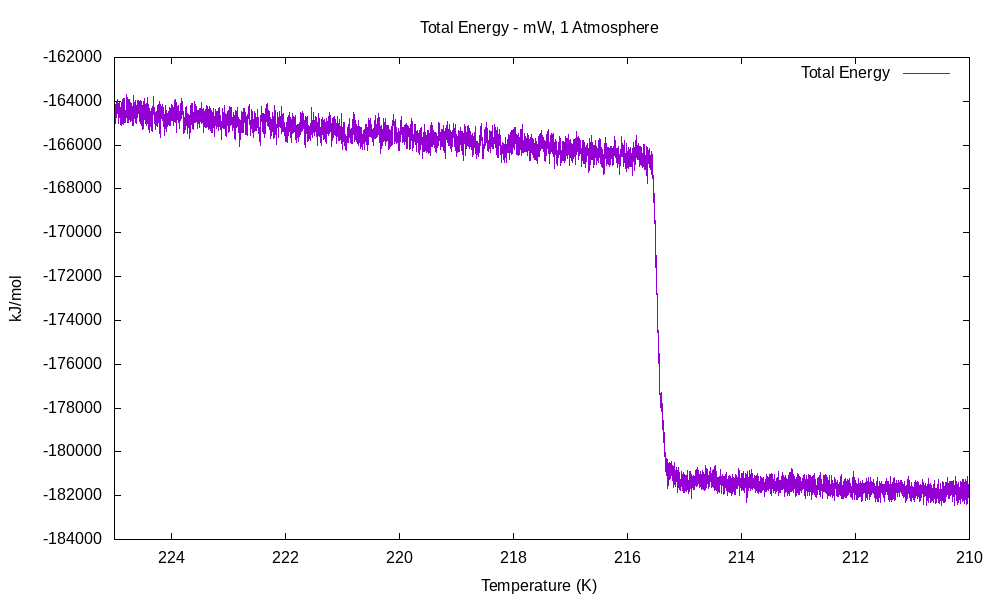 Total Energy - mW, 1 Atmosphere
Total Energy
-162000
-164000
-166000
-168000
-170000
-172000
-174000
-176000
-178000
-180000
-182000
-184000
kJ/mol
224 222 220 218 216 214 212 210
Temperature (K)